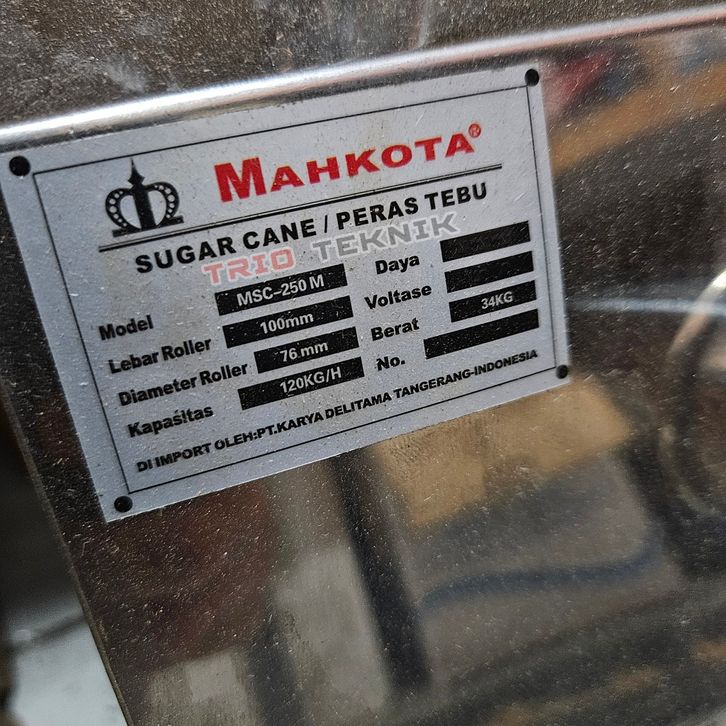 MAHKOTA®
SUGAR CANE / PERAS TEBU
TRIO TEKNIK
Model MSC-250 M
Lebar Roller 100mm
Diameter Roller 76 mm
Kapasitas 120KG/H
Daya
Voltase
Berat 34KG
No.
DI IMPORT OLEH:PT.KARYA DELITAMA TANGERANG-INDONESIA